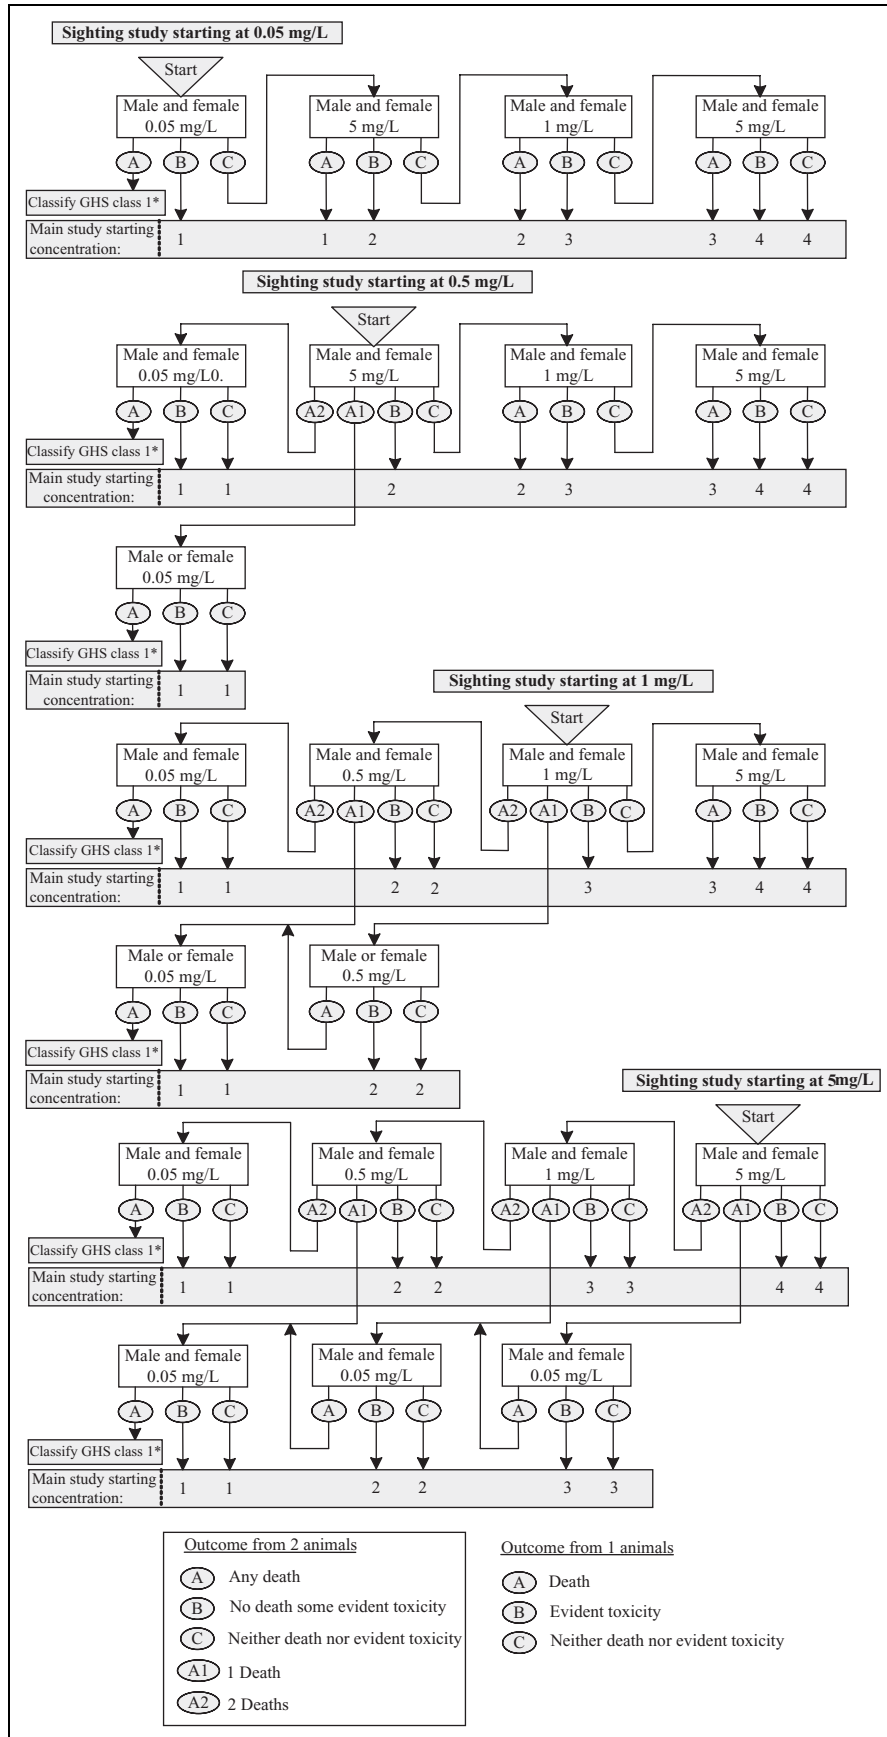 Sighting study starting at 0.05 mg/L
Start
Male and female
0.05 mg/L
Male and female
5 mg/L
Male and female
1 mg/L
Male and female
5 mg/L
A B C A B C A B C A B C
Classify GHS class 1*
Main study starting
concentration:
1 1 2 2 3 3 4 4
Sighting study starting at 0.5 mg/L
Start
Male and female
0.05 mg/L0.
Male and female
5 mg/L
Male and female
1 mg/L
Male and female
5 mg/L
A B C A2 A1 B C A B C A B C
Classify GHS class 1*
Main study starting
concentration:
1 1 2 2 3 3 4 4
Male or female
0.05 mg/L
A B C
Classify GHS class 1*
Main study starting
concentration:
1 1
Sighting study starting at 1 mg/L
Start
Male and female
0.05 mg/L
Male and female
0.5 mg/L
Male and female
1 mg/L
Male and female
5 mg/L
A B C A2 A1 B C A2 A1 B C A B C
Classify GHS class 1*
Main study starting
concentration:
1 1 2 2 3 3 4 4
Male or female
0.05 mg/L
Male or female
0.5 mg/L
A B C A B C
Classify GHS class 1*
Main study starting
concentration:
1 1 2 2
Sighting study starting at 5mg/L
Start
Male and female
0.05 mg/L
Male and female
0.5 mg/L
Male and female
1 mg/L
Male and female
5 mg/L
A B C A2 A1 B C A2 A1 B C A2 A1 B C
Classify GHS class 1*
Main study starting
concentration:
1 1 2 2 3 3 4 4
Male and female
0.05 mg/L
Male and female
0.05 mg/L
Male and female
0.05 mg/L
A B C A B C A B C
Classify GHS class 1*
Main study starting
concentration:
1 1 2 2 3 3
Outcome from 2 animals
A Any death
B No death some evident toxicity
C Neither death nor evident toxicity
A1 1 Death
A2 2 Deaths
Outcome from 1 animals
A Death
B Evident toxicity
C Neither death nor evident toxicity